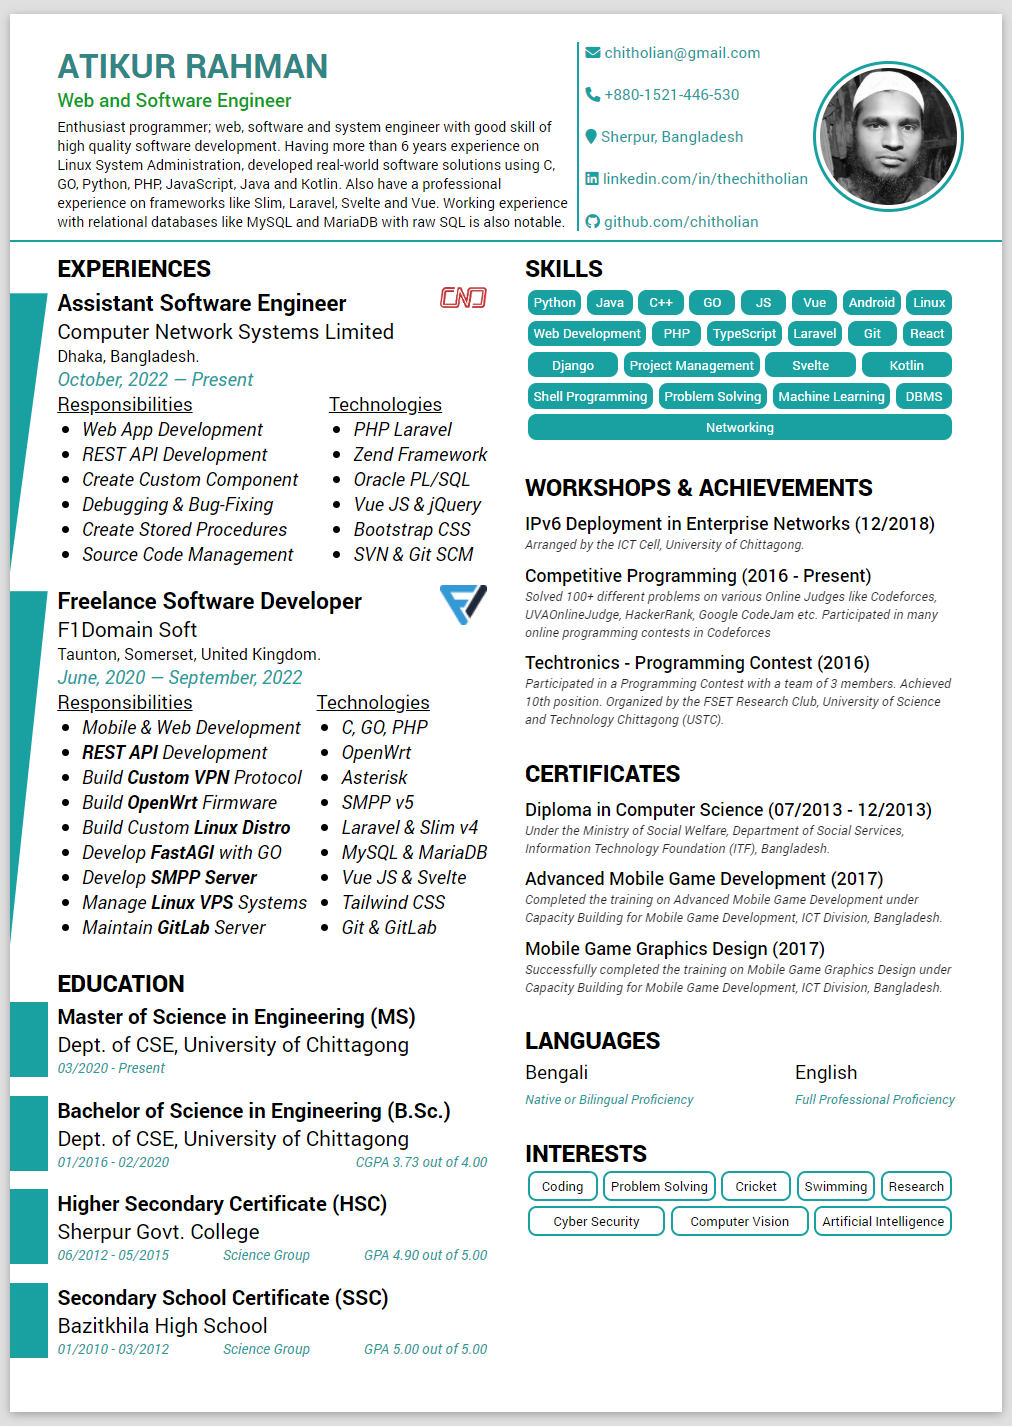 ATIKUR RAHMAN
Web and Software Engineer
Enthusiast programmer; web, software and system engineer with good skill of
high quality software development. Having more than 6 years experience on
Linux System Administration, developed real-world software solutions using C,
GO, Python, PHP, JavaScript, Java and Kotlin. Also have a professional
experience on frameworks like Slim, Laravel, Svelte and Vue. Working experience
with relational databases like MySQL and MariaDB with raw SQL is also notable.
chitholian@gmail.com
+880-1521-446-530
Sherpur, Bangladesh
linkedin.com/in/thechitholian
github.com/chitholian
EXPERIENCES
Assistant Software Engineer
Computer Network Systems Limited
Dhaka, Bangladesh.
October, 2022 — Present
Responsibilities
Web App Development
REST API Development
Create Custom Component
Debugging & Bug-Fixing
Create Stored Procedures
Source Code Management
Technologies
PHP Laravel
Zend Framework
Oracle PL/SQL
Vue JS & jQuery
Bootstrap CSS
SVN & Git SCM
Freelance Software Developer
F1Domain Soft
Taunton, Somerset, United Kingdom.
June, 2020 — September, 2022
Responsibilities
Mobile & Web Development
REST API Development
Build Custom VPN Protocol
Build OpenWrt Firmware
Build Custom Linux Distro
Develop FastAGI with GO
Develop SMPP Server
Manage Linux VPS Systems
Maintain GitLab Server
Technologies
C, GO, PHP
OpenWrt
Asterisk
SMPP v5
Laravel & Slim v4
MySQL & MariaDB
Vue JS & Svelte
Tailwind CSS
Git & GitLab
EDUCATION
Master of Science in Engineering (MS)
Dept. of CSE, University of Chittagong
03/2020 - Present
Bachelor of Science in Engineering (B.Sc.)
Dept. of CSE, University of Chittagong
01/2016 - 02/2020 CGPA 3.73 out of 4.00
Higher Secondary Certificate (HSC)
Sherpur Govt. College
06/2012 - 05/2015 Science Group GPA 4.90 out of 5.00
Secondary School Certificate (SSC)
Bazitkhila High School
01/2010 - 03/2012 Science Group GPA 5.00 out of 5.00
SKILLS
Python Java C++ GO JS Vue Android Linux
Web Development PHP TypeScript Laravel Git React
Django Project Management Svelte Kotlin
Shell Programming Problem Solving Machine Learning DBMS
Networking
WORKSHOPS & ACHIEVEMENTS
IPv6 Deployment in Enterprise Networks (12/2018)
Arranged by the ICT Cell, University of Chittagong.
Competitive Programming (2016 - Present)
Solved 100+ different problems on various Online Judges like Codeforces,
UVAOnlineJudge, HackerRank, Google CodeJam etc. Participated in many
online programming contests in Codeforces
Techtronics - Programming Contest (2016)
Participated in a Programming Contest with a team of 3 members. Achieved
10th position. Organized by the FSET Research Club, University of Science
and Technology Chittagong (USTC).
CERTIFICATES
Diploma in Computer Science (07/2013 - 12/2013)
Under the Ministry of Social Welfare, Department of Social Services,
Information Technology Foundation (ITF), Bangladesh.
Advanced Mobile Game Development (2017)
Completed the training on Advanced Mobile Game Development under
Capacity Building for Mobile Game Development, ICT Division, Bangladesh.
Mobile Game Graphics Design (2017)
Successfully completed the training on Mobile Game Graphics Design under
Capacity Building for Mobile Game Development, ICT Division, Bangladesh.
LANGUAGES
Bengali
Native or Bilingual Proficiency
English
Full Professional Proficiency
INTERESTS
Coding Problem Solving Cricket Swimming Research
Cyber Security Computer Vision Artificial Intelligence